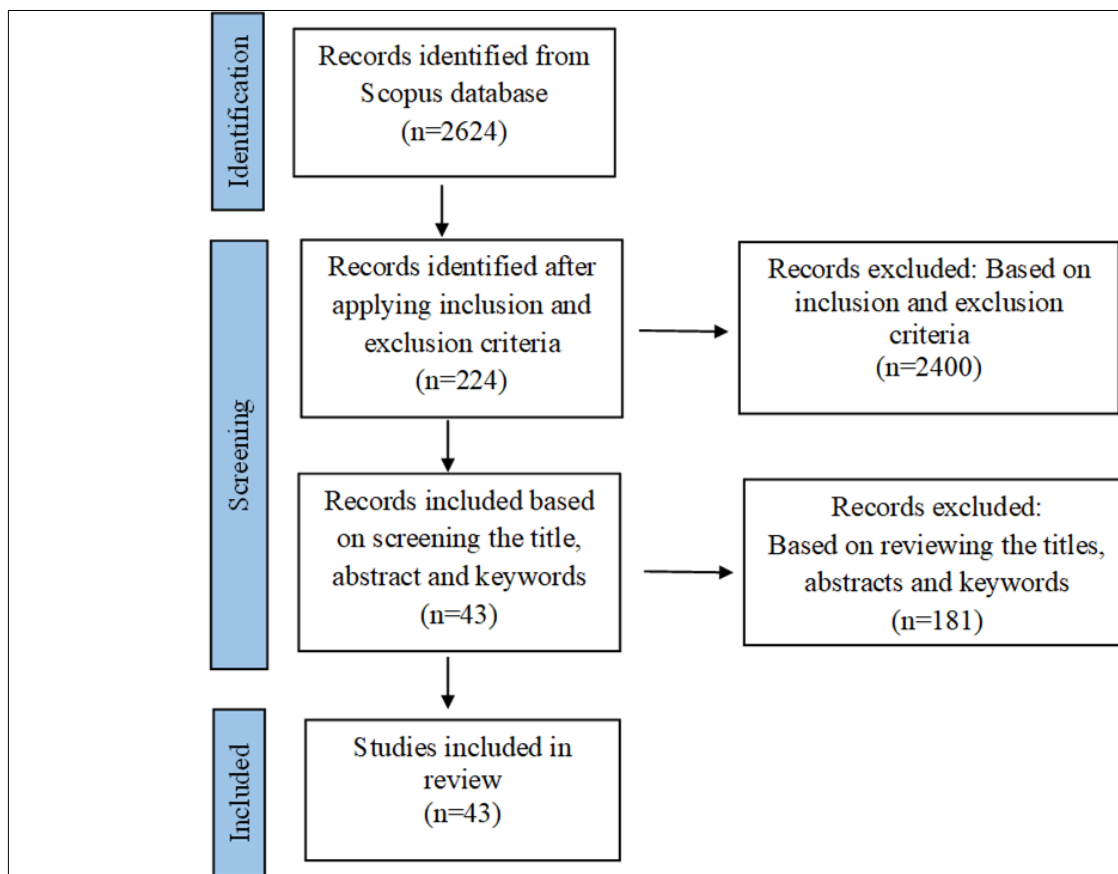 Identification
Records identified from
Scopus database
(n=2624)
Screening
Records identified after
applying inclusion and
exclusion criteria
(n=224)
Records excluded: Based on
inclusion and exclusion
criteria
(n=2400)
Records included based
on screening the title,
abstract and keywords
(n=43)
Records excluded:
Based on reviewing the titles,
abstracts and keywords
(n=181)
Included
Studies included in
review
(n=43)